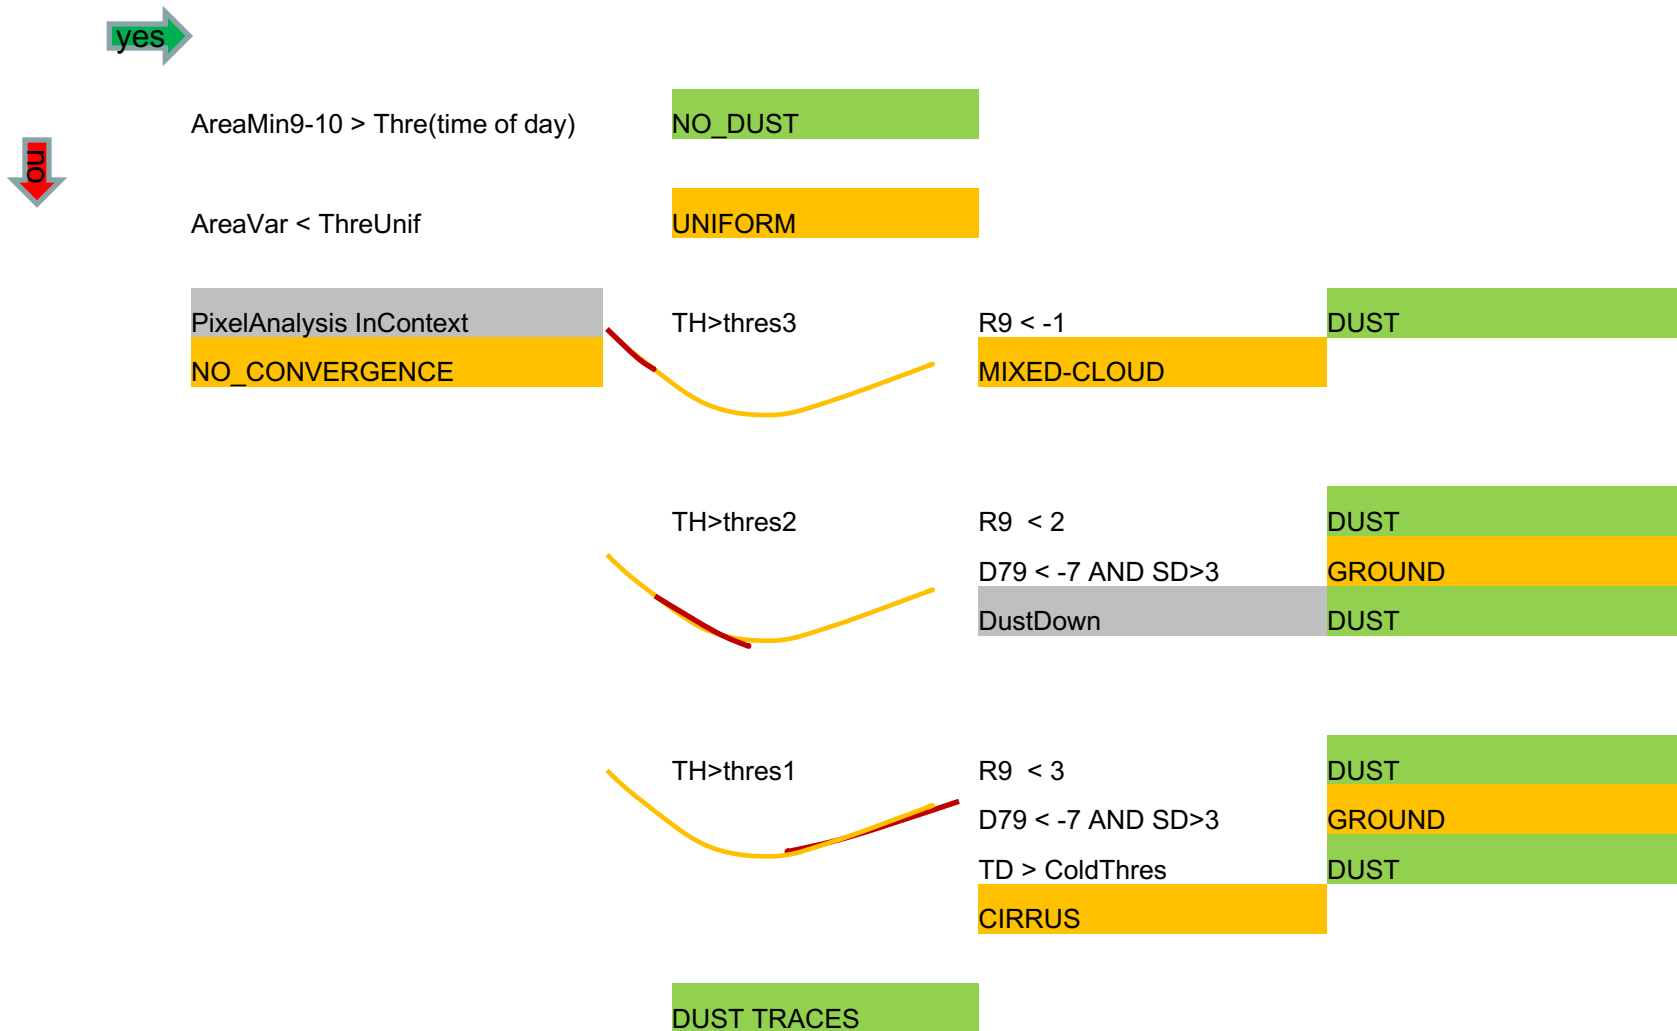 yes
AreaMin9-10 > Thre(time of day) NO_DUST
no
AreaVar < ThreUnif UNIFORM
PixelAnalysis InContext TH>thres3 R9 < -1 DUST
NO_CONVERGENCE MIXED-CLOUD
TH>thres2 R9 < 2 DUST
D79 < -7 AND SD>3 GROUND
DustDown DUST
TH>thres1 R9 < 3 DUST
D79 < -7 AND SD>3 GROUND
TD > ColdThres DUST
CIRRUS
DUST TRACES